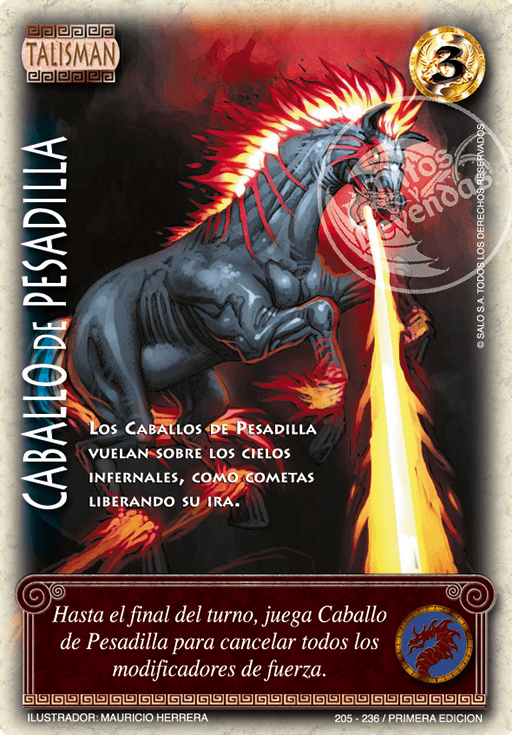 TALISMAN
3
CABALLO DE PESADILLA
Mitos
y
Leyendas
© SALO S.A. TODOS LOS DERECHOS RESERVADOS
LOS CABALLOS DE PESADILLA
VUELAN SOBRE LOS CIELOS
INFERNALES, COMO COMETAS
LIBERANDO SU IRA.
Hasta el final del turno, juega Caballo
de Pesadilla para cancelar todos los
modificadores de fuerza.
ILUSTRADOR: MAURICIO HERRERA
205 - 236 / PRIMERA EDICION